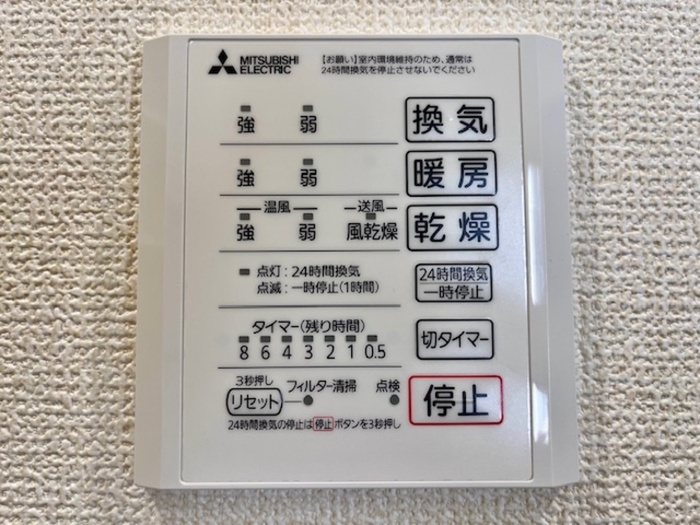 MITSUBISHI
ELECTRIC
【お願い】室内環境維持のため、通常は
24時間換気を停止させないでください
強 弱 換気
強 弱 暖房
温風 送風
強 弱 風乾燥 乾燥
点灯:24時間換気
点滅:一時停止(1時間)
24時間換気
一時停止
タイマー(残り時間)
8 6 4 3 2 1 0.5
切タイマー
3秒押し
リセット フィルター清掃 点検
停止
24時間換気の停止は停止ボタンを3秒押し